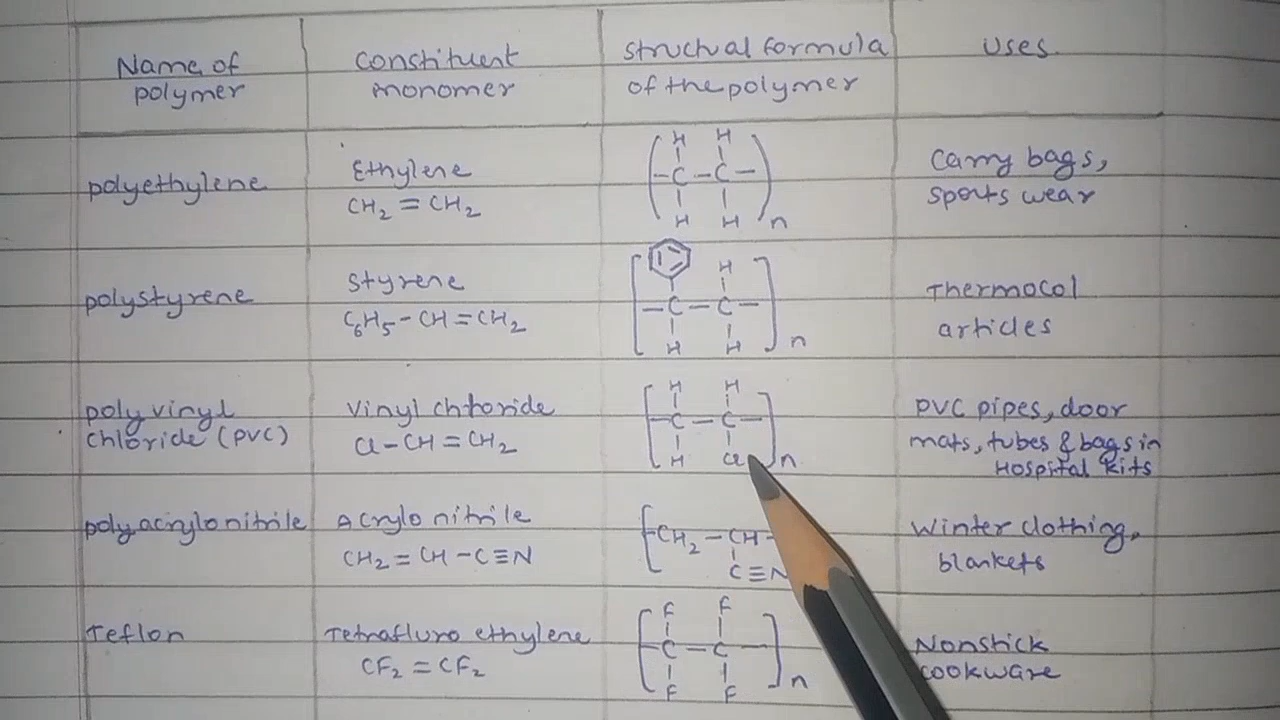 Name of
polymer
Constituent
monomer
Structual formula
of the polymer
Uses
polyethylene
Ethylene
CH₂ = CH₂
H H
- C - C -
H H n
Carry bags,
sports wear
polystyrene
Styrene
C₆H₅ - CH = CH₂
H
- C - C -
H H n
Thermocol
articles
poly vinyl
chloride (PVC)
Vinyl chloride
Cl - CH = CH₂
H H
- C - C -
H Cl n
PVC pipes, door
mats, tubes & bags in
Hospital kits
polyacrylonitrile
Acrylo nitrile
CH₂ = CH - C ≡ N
CH₂ - CH -
C ≡ N
Winter clothing,
blankets
Teflon
Tetrafluro ethylene
CF₂ = CF₂
F F
- C - C -
F F n
Nonstick
cookware